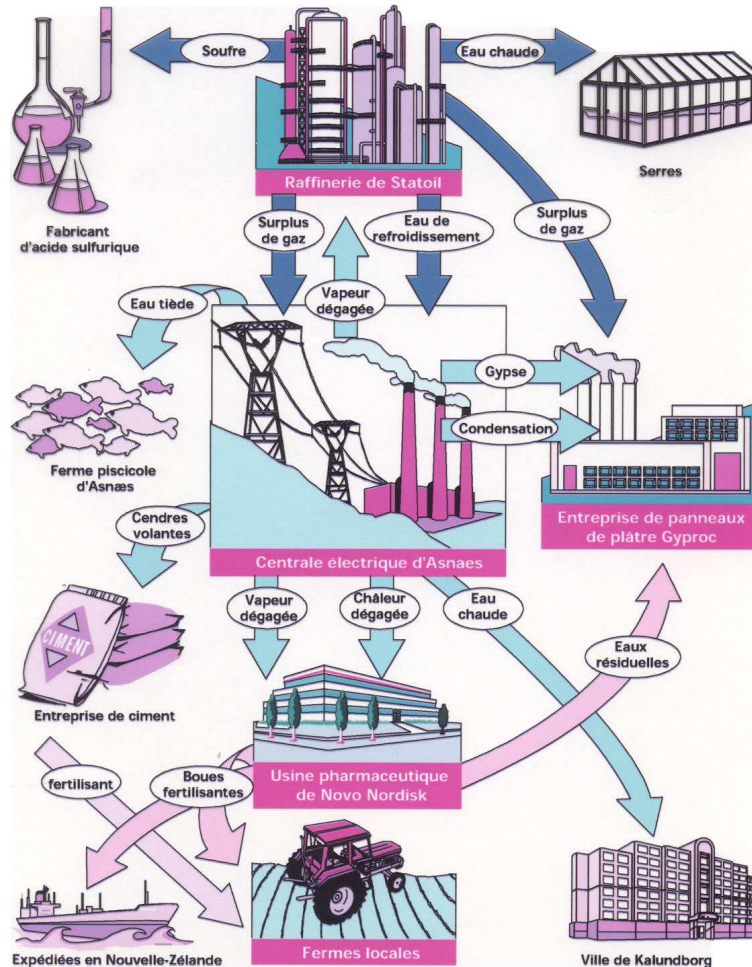 Soufre
Eau chaude
Raffinerie de Statoil
Serres
Fabricant
d'acide sulfurique
Surplus
de gaz
Eau de
refroidissement
Surplus
de gaz
Eau tiède
Vapeur
dégagée
Gypse
Condensation
Ferme piscicole
d'Asnæs
Cendres
volantes
Centrale électrique d'Asnaes
Entreprise de panneaux
de plâtre Gyproc
Vapeur
dégagée
Châleur
dégagée
Eau
chaude
CIMENT
Eaux
résiduelles
Entreprise de ciment
Usine pharmaceutique
de Novo Nordisk
fertilisant
Boues
fertilisantes
Expédiées en Nouvelle-Zélande
Fermes locales
Ville de Kalundborg